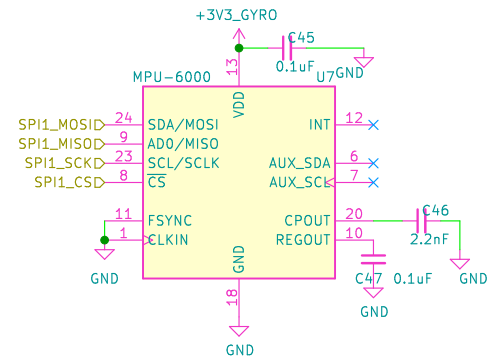 +3V3_GYRO
C45
0.1uF
GND
MPU-6000
U7
13
VDD
SPI1_MOSI
24
SDA/MOSI
INT
12
SPI1_MISO
9
AD0/MISO
SPI1_SCK
23
SCL/SCLK
AUX_SDA
6
SPI1_CS
8
CS
AUX_SCL
7
11
FSYNC
CPOUT
20
C46
2.2nF
1
CLKIN
REGOUT
10
GND
GND
C47
0.1uF
GND
GND
18
GND
GND